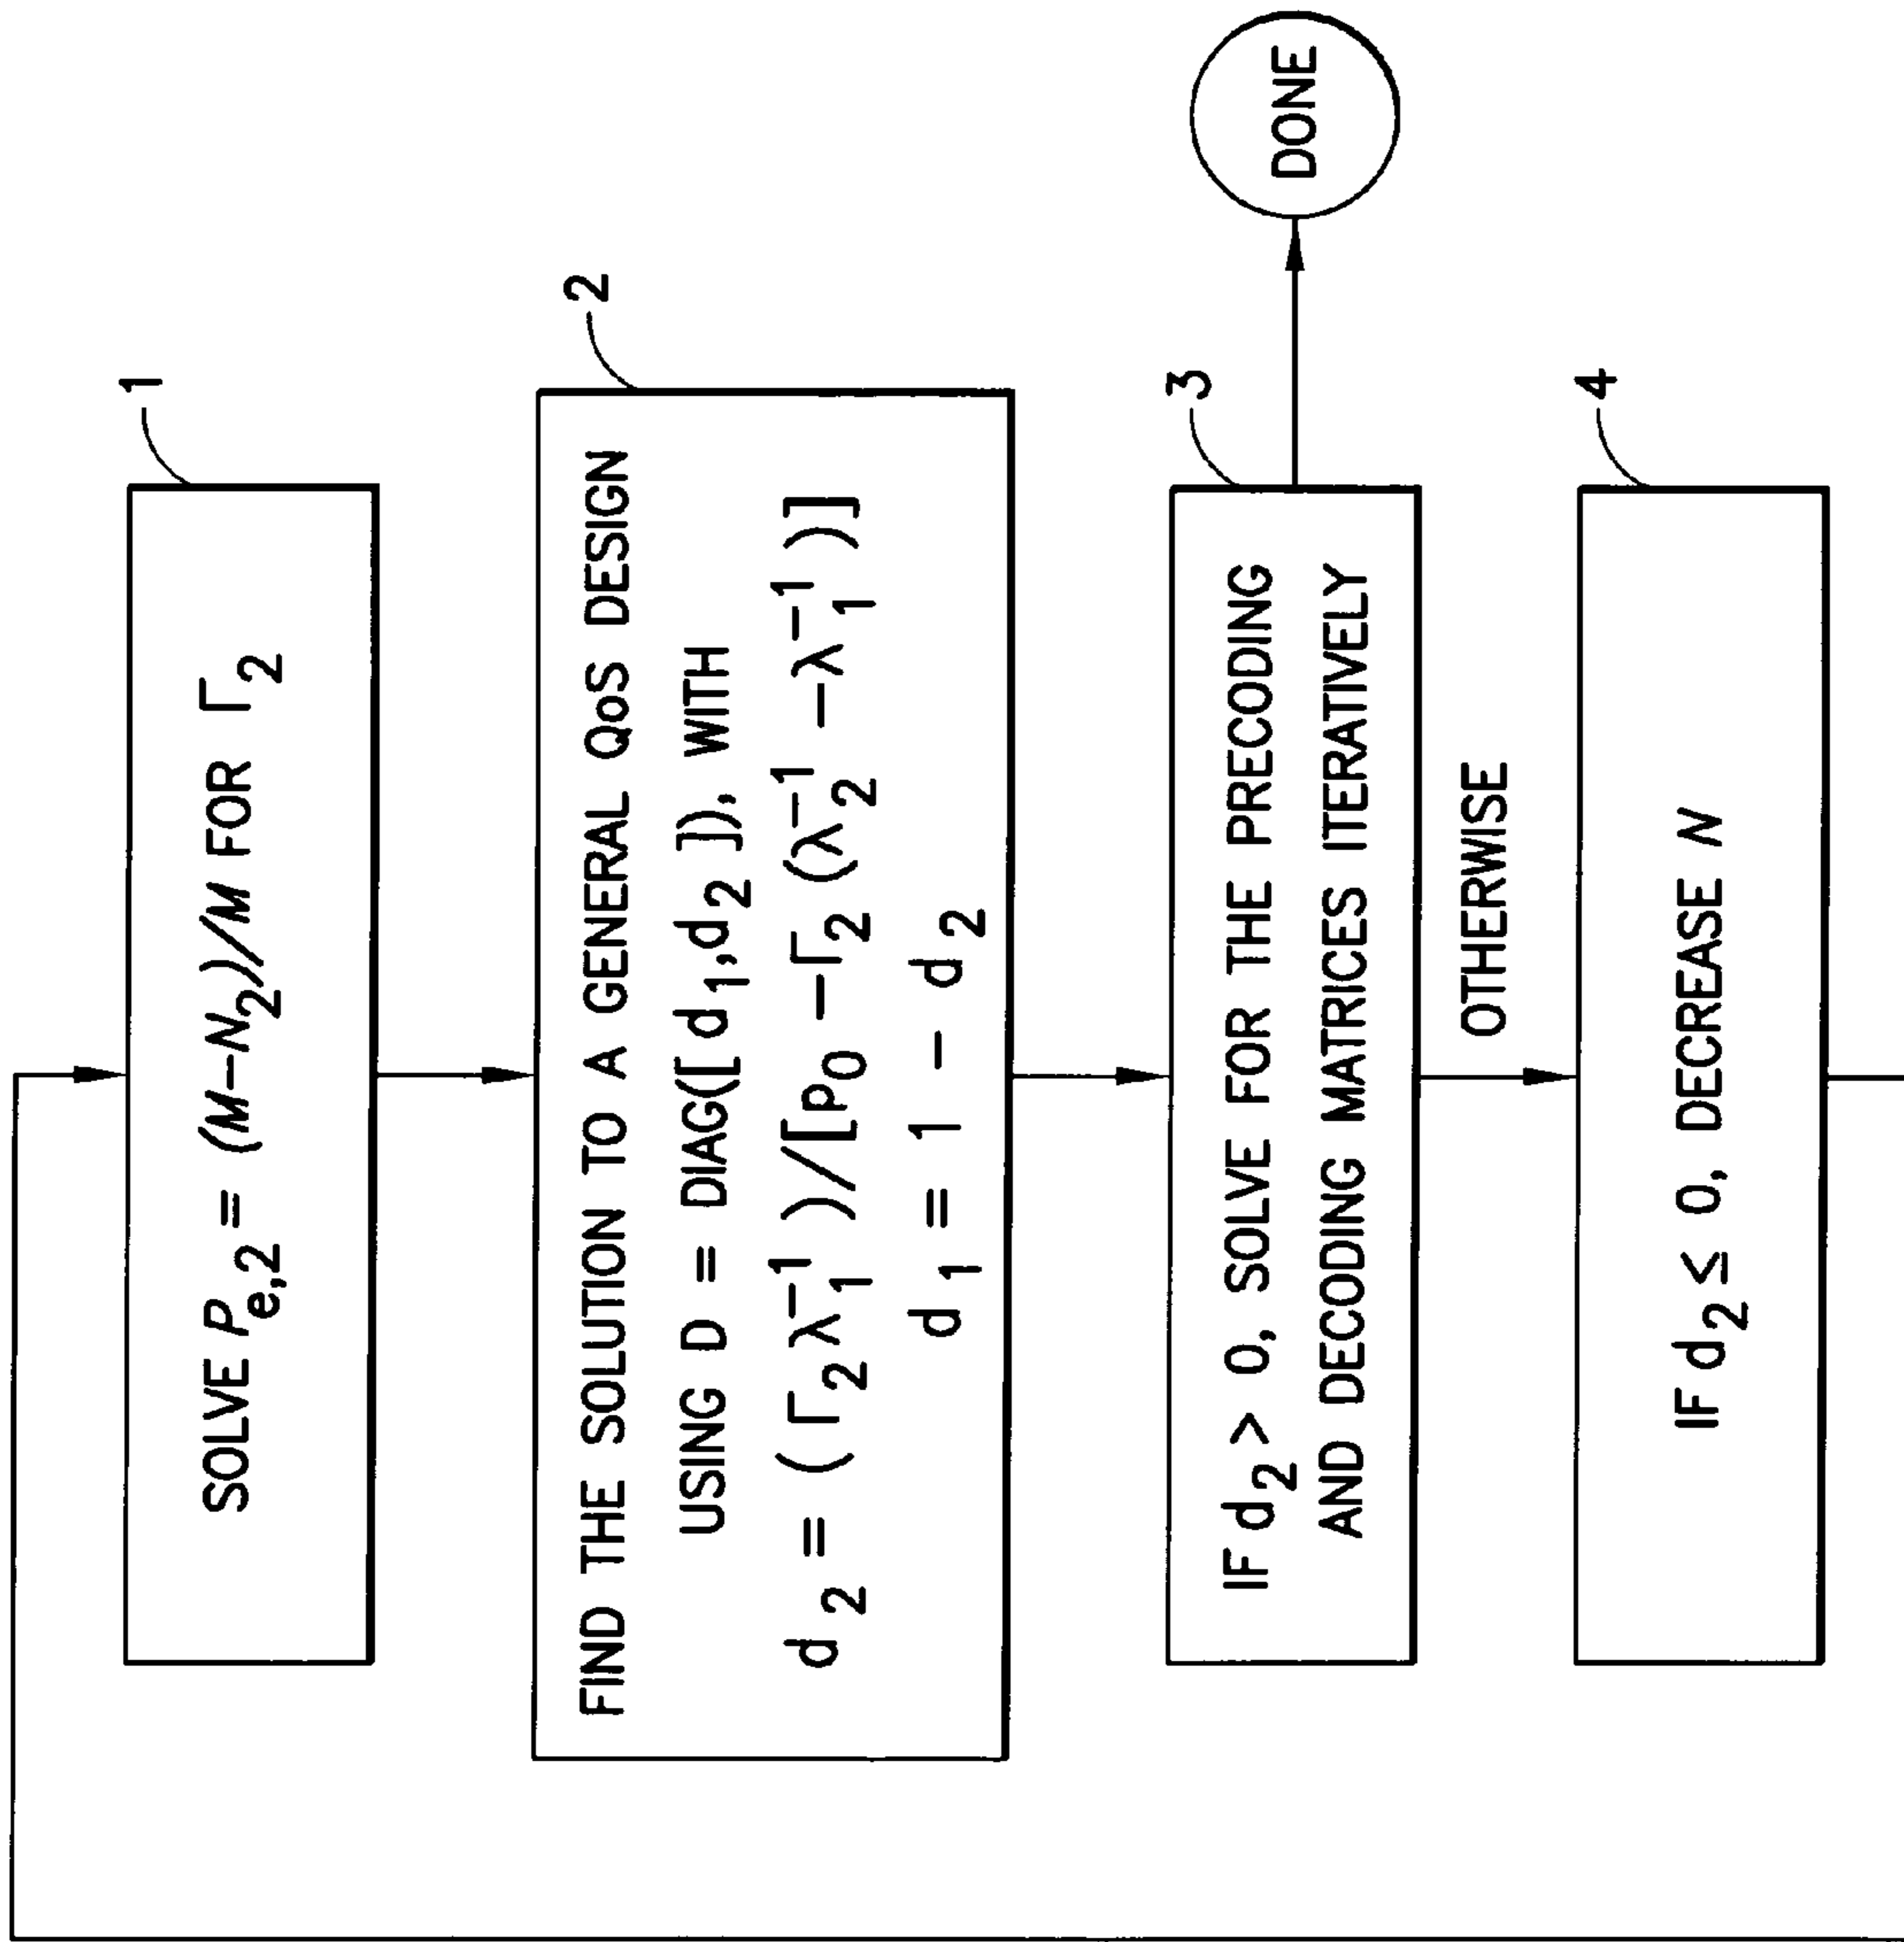 1
SOLVE P_{e,2} = (M–N_2)/M FOR Γ_2
2
FIND THE SOLUTION TO A GENERAL QoS DESIGN
USING D = DIAG([d_1,d_2]), WITH
d_2 = (Γ_2λ_1^{-1})/[p_0 –Γ_2 (λ_2^{-1} –λ_1^{-1})]
d_1 = 1 - d_2
3
IF d_2 > 0, SOLVE FOR THE PRECODING
AND DECODING MATRICES ITERATIVELY
DONE
OTHERWISE
4
IF d_2 ≤ 0, DECREASE N